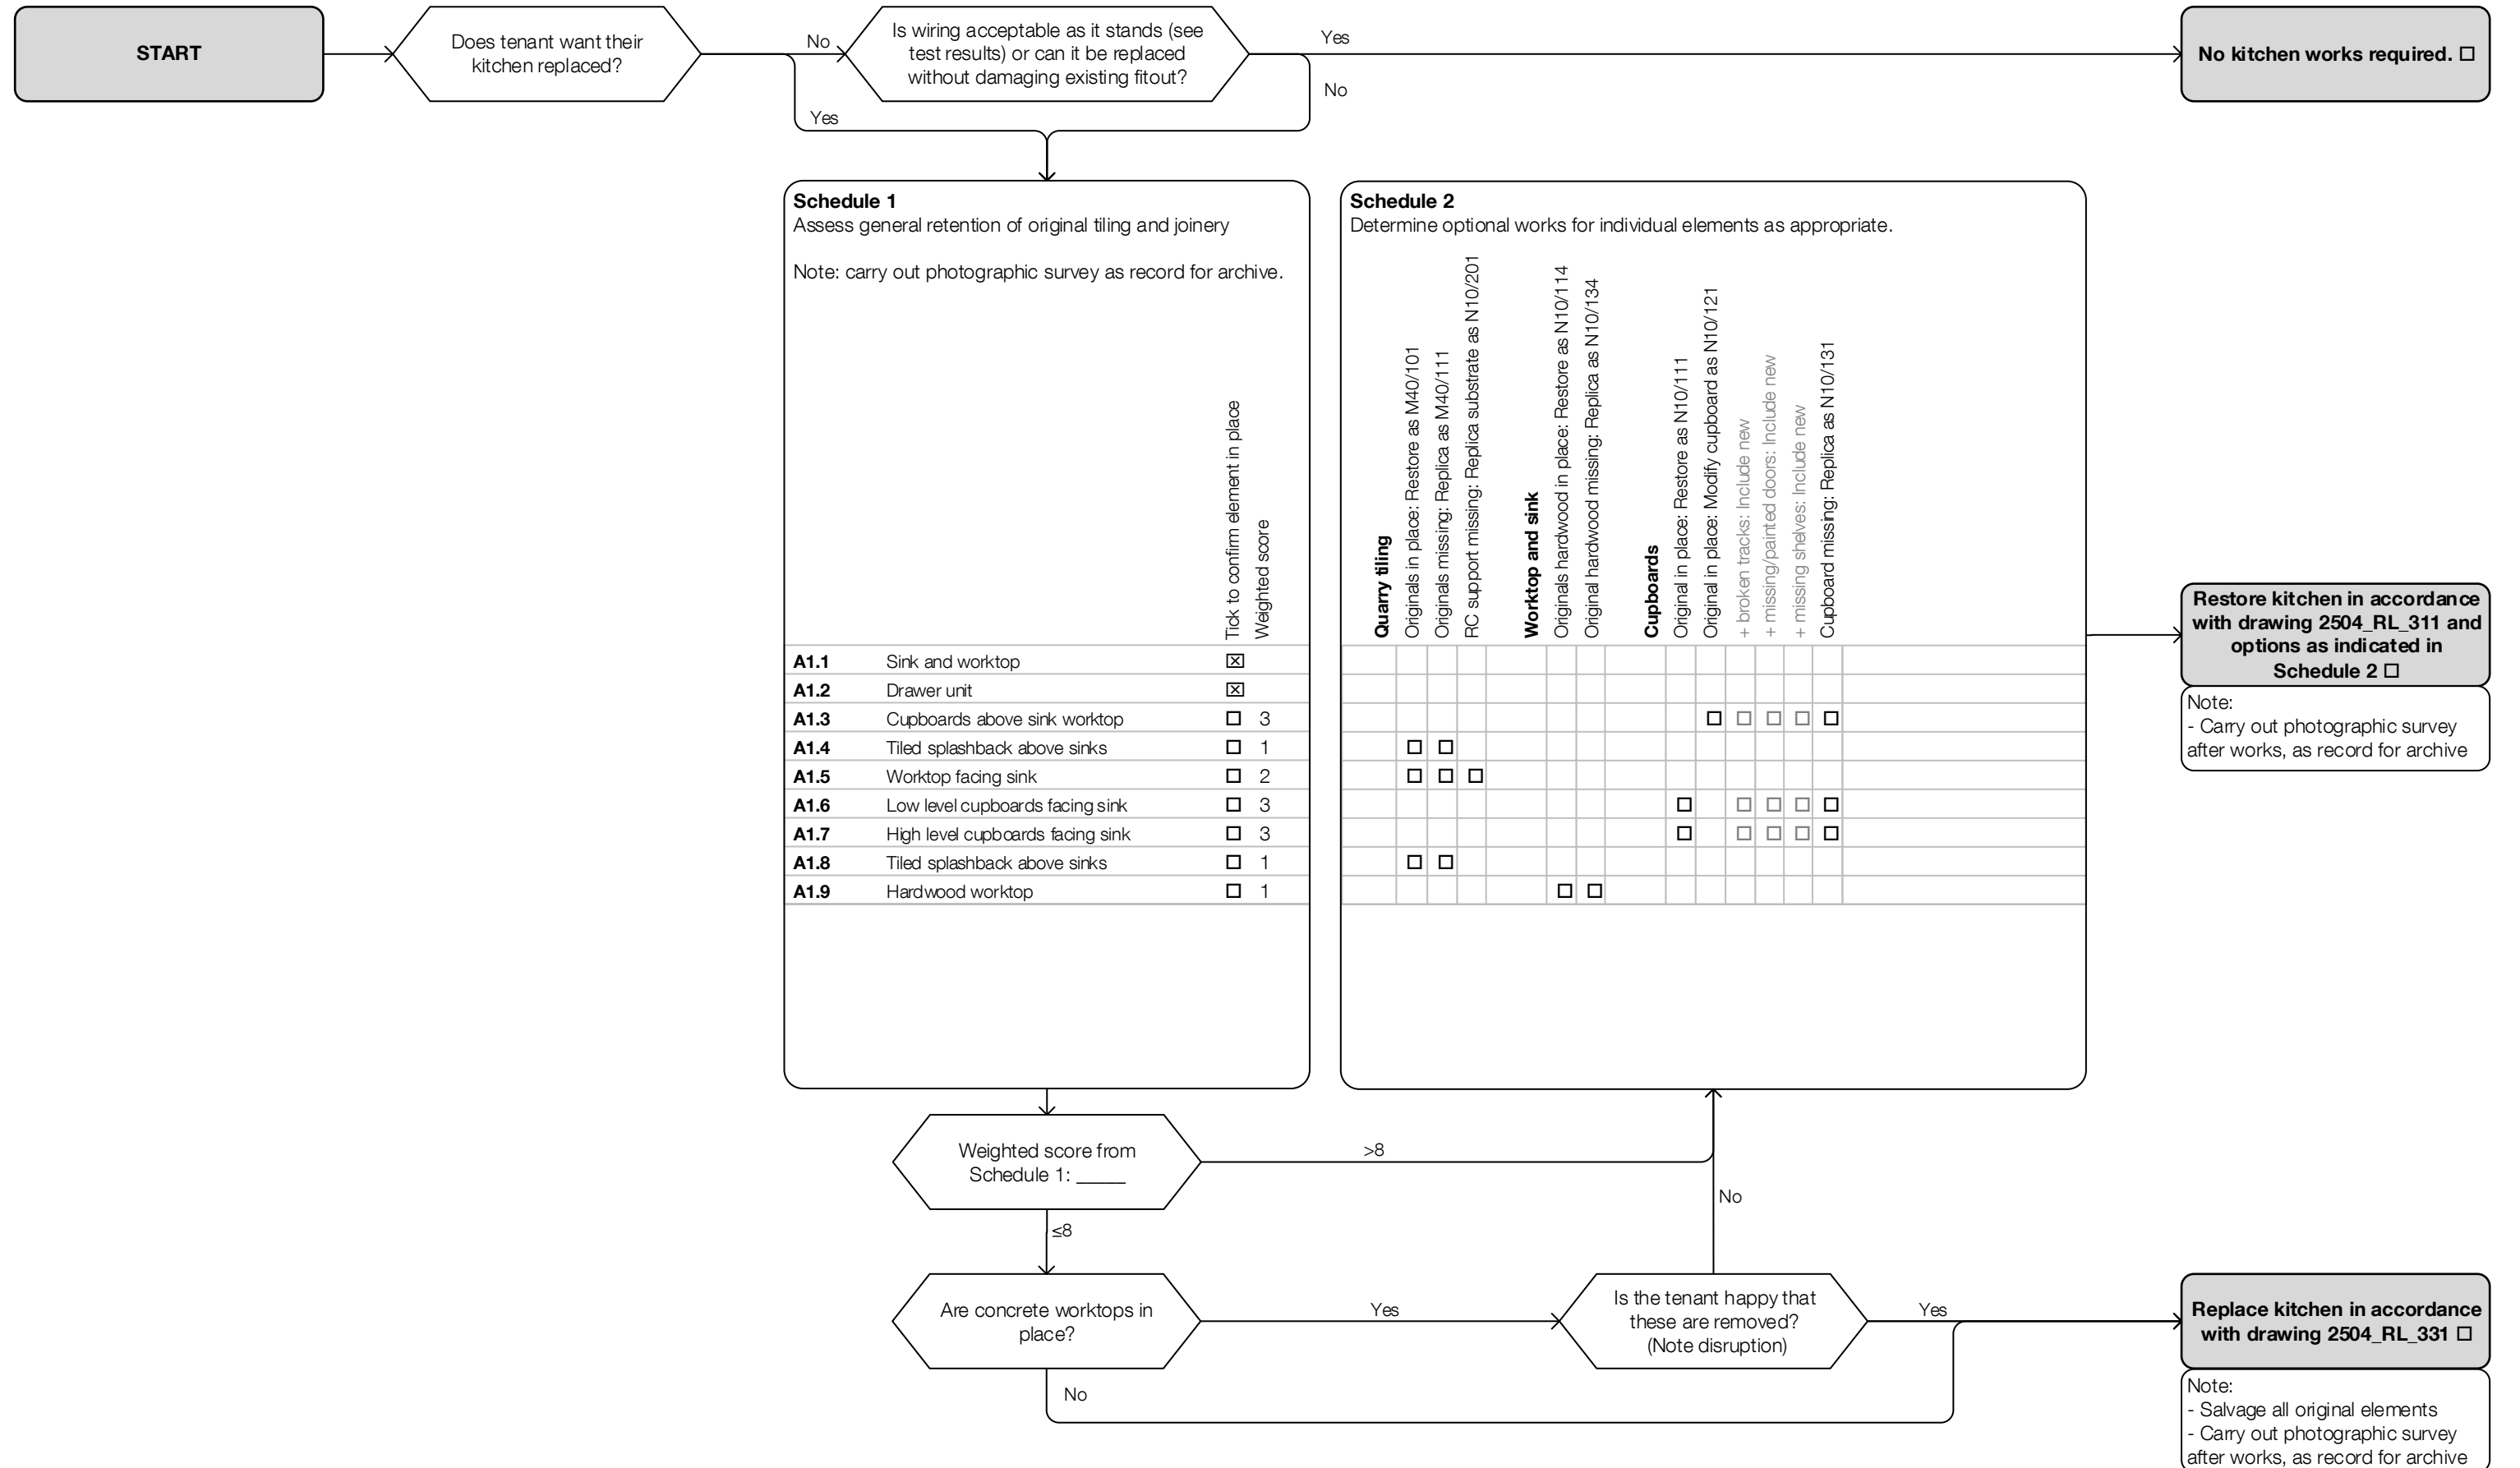 START
Does tenant want their
kitchen replaced?
No
Yes
Is wiring acceptable as it stands (see
test results) or can it be replaced
without damaging existing fitout?
Yes
No
No kitchen works required. ☐
Schedule 1
Assess general retention of original tiling and joinery
Note: carry out photographic survey as record for archive.
Tick to confirm element in place
Weighted score
A1.1 Sink and worktop ☒
A1.2 Drawer unit ☒
A1.3 Cupboards above sink worktop ☐ 3
A1.4 Tiled splashback above sinks ☐ 1
A1.5 Worktop facing sink ☐ 2
A1.6 Low level cupboards facing sink ☐ 3
A1.7 High level cupboards facing sink ☐ 3
A1.8 Tiled splashback above sinks ☐ 1
A1.9 Hardwood worktop ☐ 1
Schedule 2
Determine optional works for individual elements as appropriate.
Quarry tiling
Originals in place: Restore as M40/101
Originals missing: Replica as M40/111
RC support missing: Replica substrate as N10/201
Worktop and sink
Originals hardwood in place: Restore as N10/114
Original hardwood missing: Replica as N10/134
Cupboards
Original in place: Restore as N10/111
Original in place: Modify cupboard as N10/121
+ broken tracks: Include new
+ missing/painted doors: Include new
+ missing shelves: Include new
Cupboard missing: Replica as N10/131
☐ ☐ ☐ ☐ ☐
☐ ☐
☐ ☐ ☐
☐ ☐ ☐ ☐ ☐
☐ ☐ ☐ ☐ ☐
☐ ☐
☐ ☐
Restore kitchen in accordance
with drawing 2504_RL_311 and
options as indicated in
Schedule 2 ☐
Note:
- Carry out photographic survey
after works, as record for archive
Weighted score from
Schedule 1: _____
>8
≤8
No
Are concrete worktops in
place?
Yes
No
Is the tenant happy that
these are removed?
(Note disruption)
Yes
Replace kitchen in accordance
with drawing 2504_RL_331 ☐
Note:
- Salvage all original elements
- Carry out photographic survey
after works, as record for archive